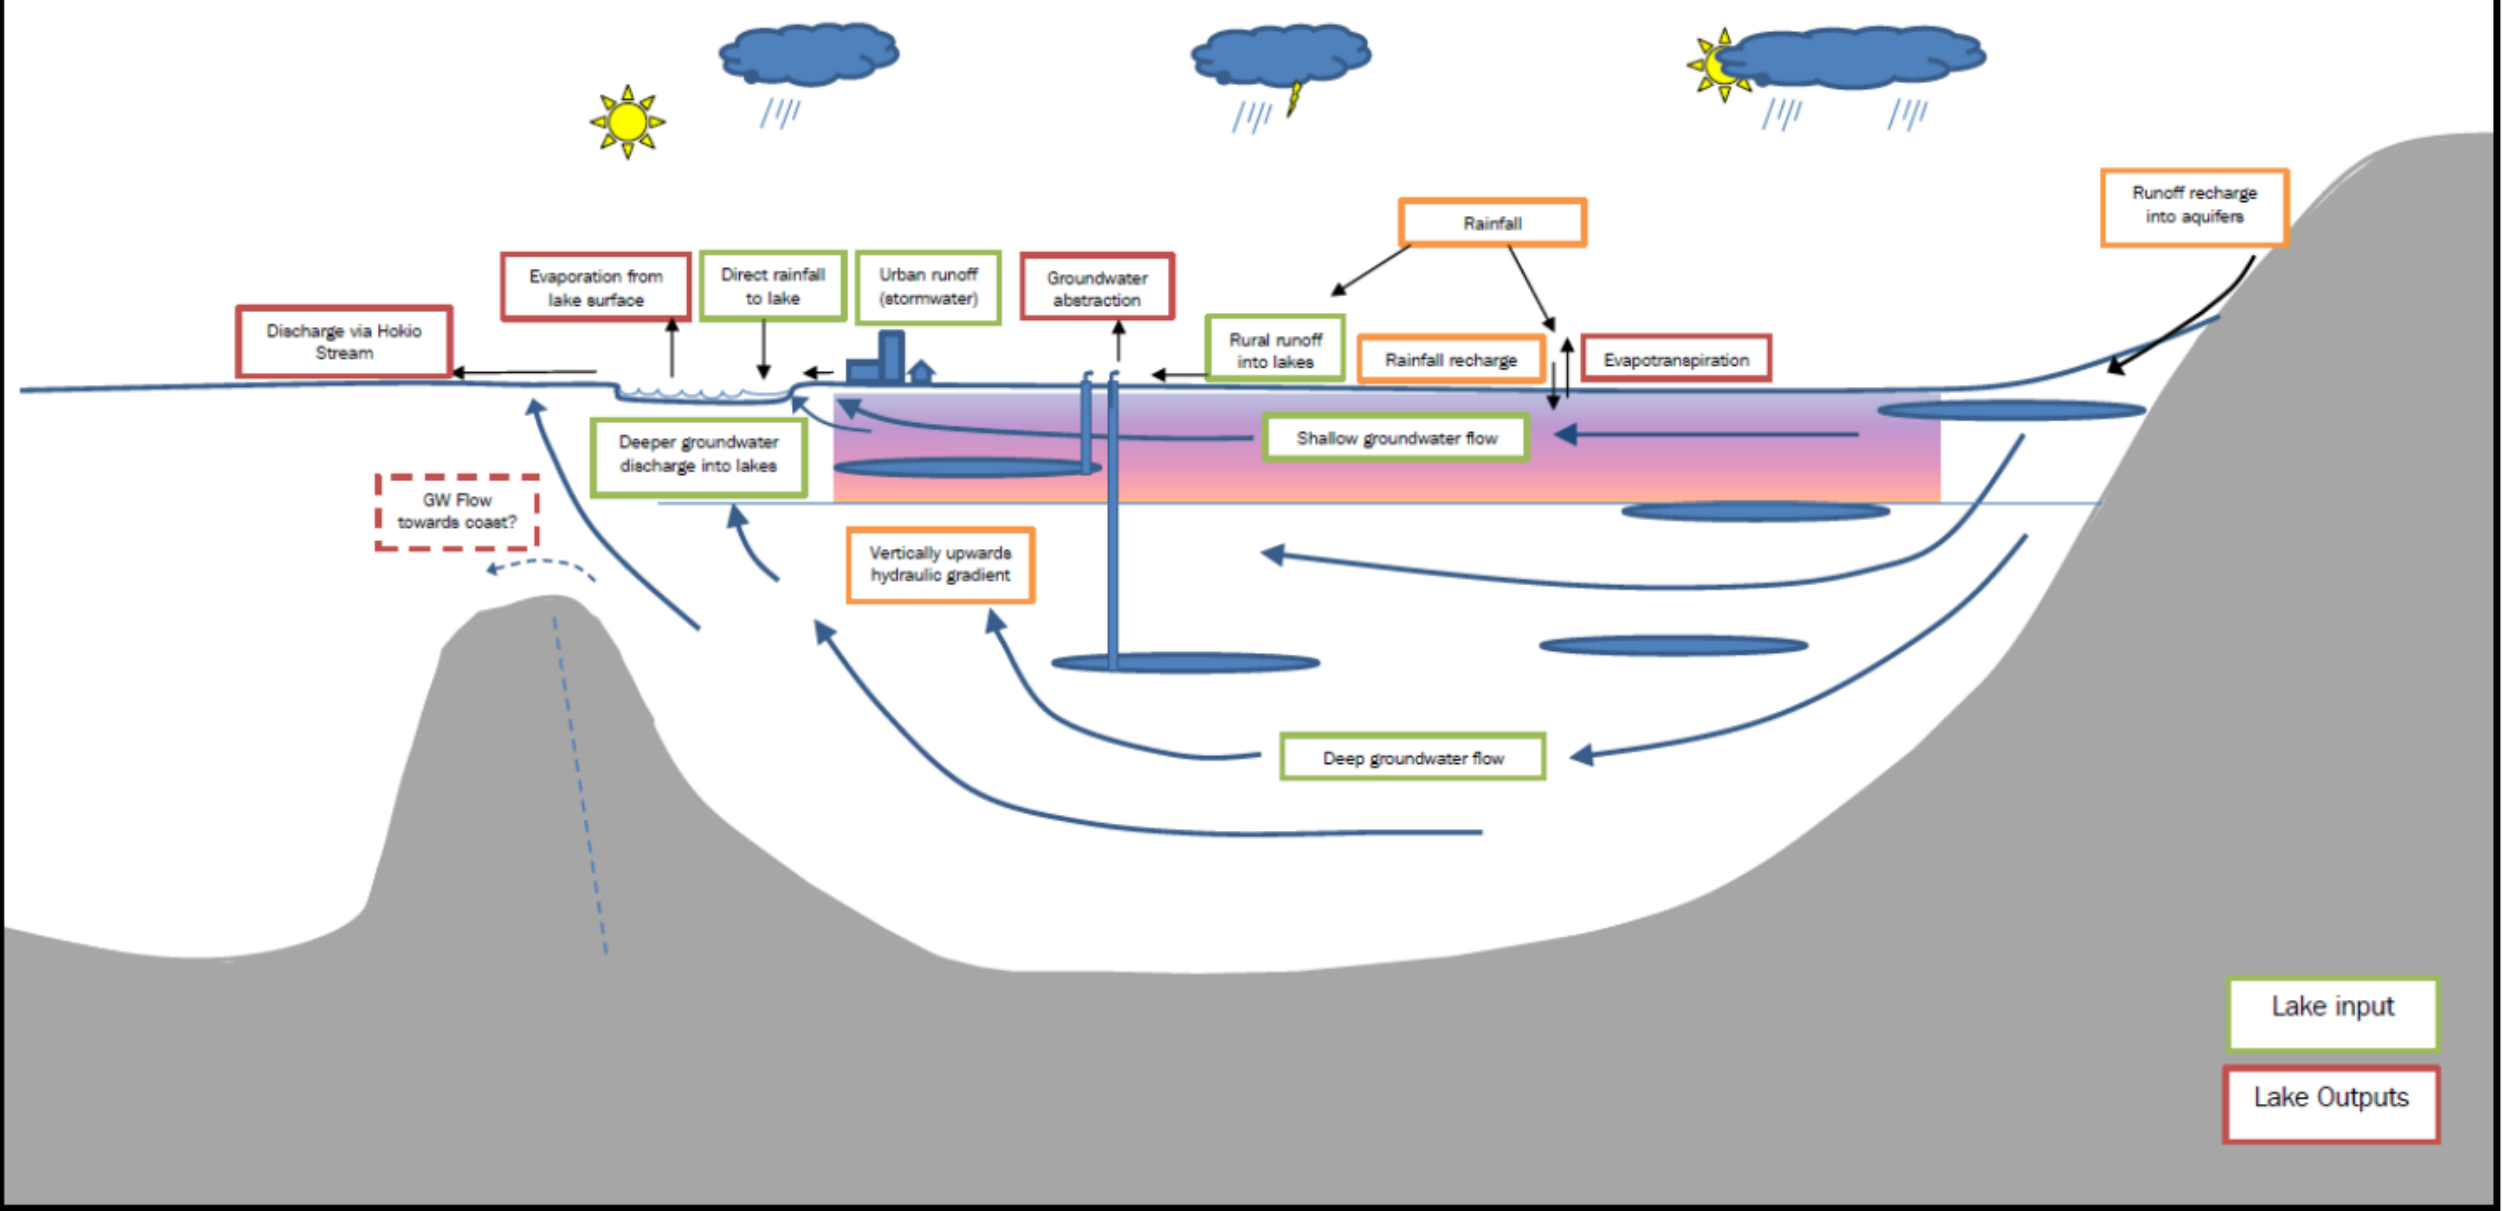 Runoff recharge
into aquifers
Rainfall
Evaporation from
lake surface
Direct rainfall
to lake
Urban runoff
(stormwater)
Groundwater
abstraction
Discharge via Hokio
Stream
Rural runoff
into lakes
Rainfall recharge
Evapotranspiration
Deeper groundwater
discharge into lakes
Shallow groundwater flow
GW Flow
towards coast?
Vertically upwards
hydraulic gradient
Deep groundwater flow
Lake input
Lake Outputs